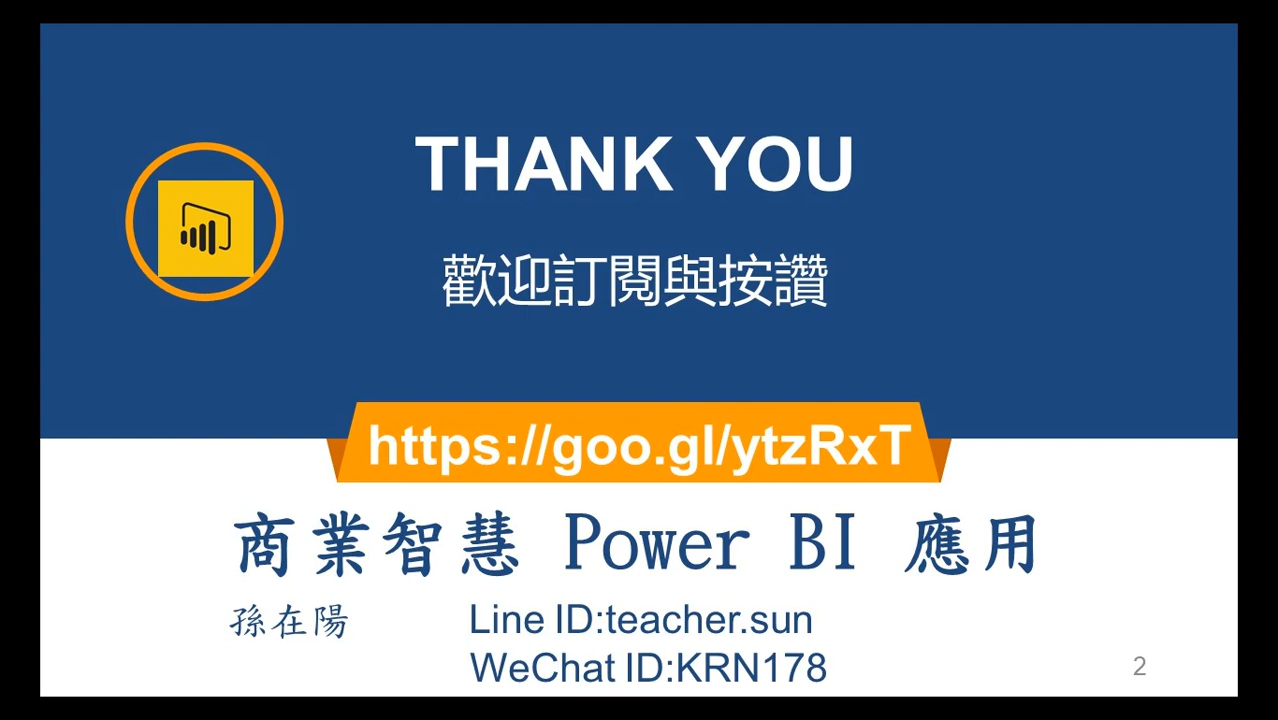 THANK YOU
歡迎訂閱與按讚
https://goo.gl/ytzRxT
商業智慧 Power BI 應用
孫在陽
Line ID:teacher.sun
WeChat ID:KRN178
2